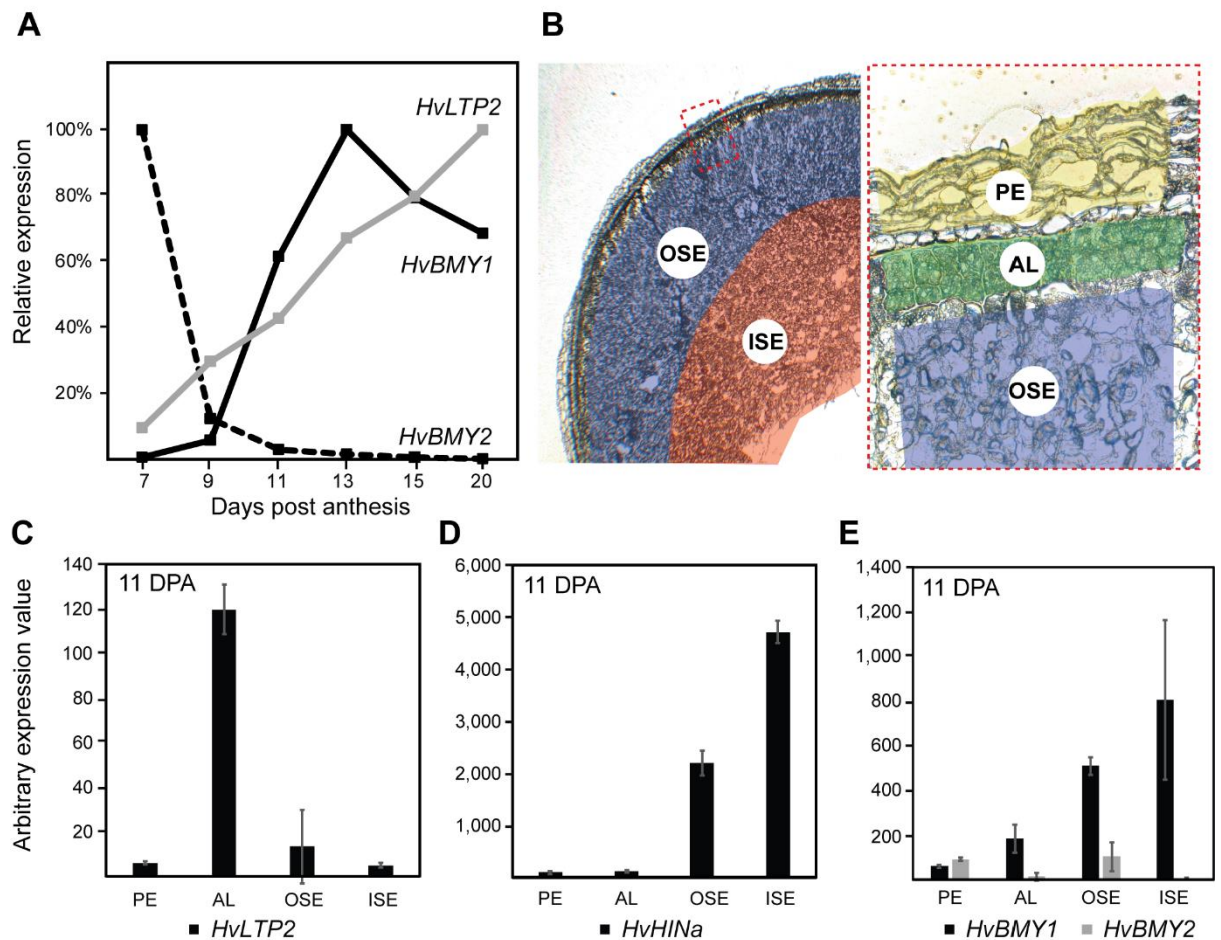 A
Relative expression
100%
80%
60%
40%
20%
HvLTP2
HvBMY1
HvBMY2
7 9 11 13 15 20
Days post anthesis
B
OSE
ISE
PE
AL
OSE
C
Arbitrary expression value
11 DPA
140
120
100
80
60
40
20
PE AL OSE ISE
HvLTP2
D
11 DPA
6,000
5,000
4,000
3,000
2,000
1,000
PE AL OSE ISE
HvHINa
E
11 DPA
1,400
1,200
1,000
800
600
400
200
PE AL OSE ISE
HvBMY1 HvBMY2